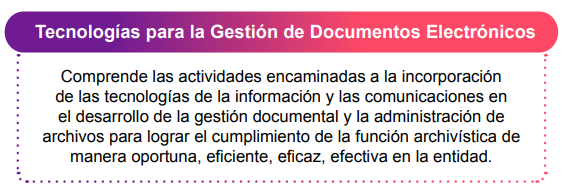 Tecnologías para la Gestión de Documentos Electrónicos
Comprende las actividades encaminadas a la incorporación
de las tecnologías de la información y las comunicaciones en
el desarrollo de la gestión documental y la administración de
archivos para lograr el cumplimiento de la función archivística de
manera oportuna, eficiente, eficaz, efectiva en la entidad.